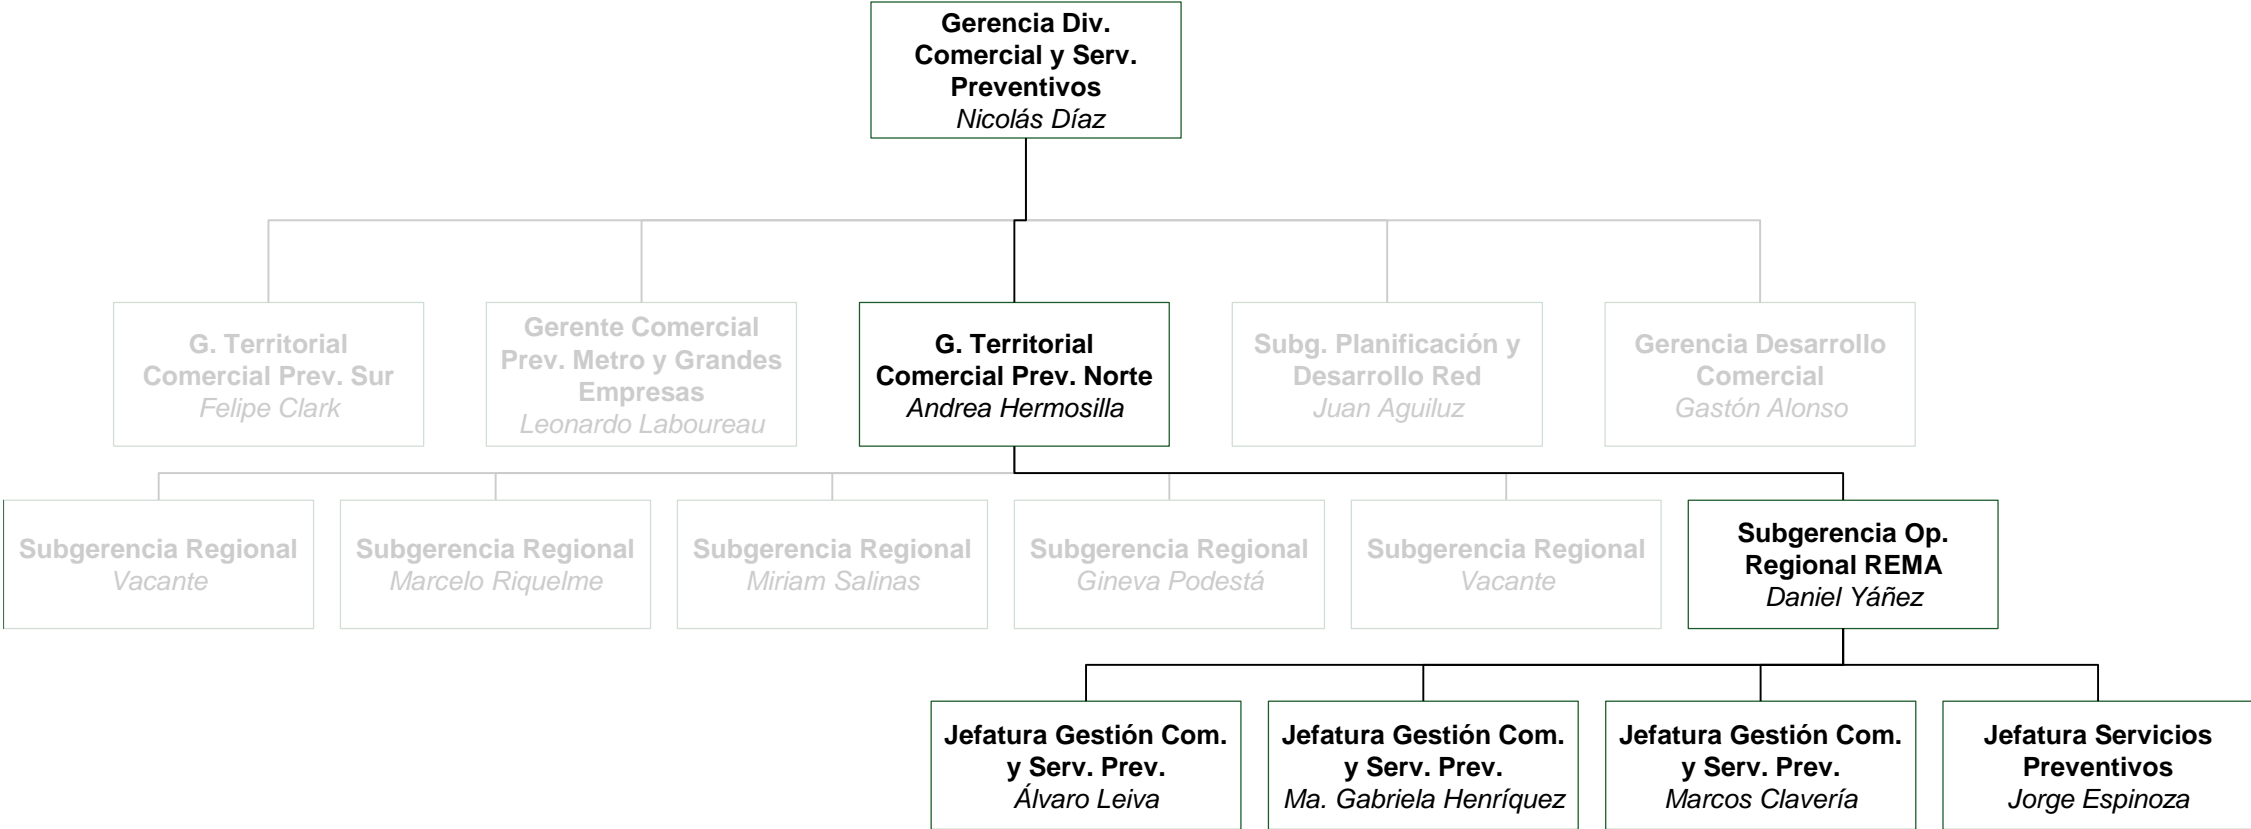 Gerencia Div.
Comercial y Serv.
Preventivos
Nicolás Díaz
G. Territorial
Comercial Prev. Sur
Felipe Clark
Gerente Comercial
Prev. Metro y Grandes
Empresas
Leonardo Laboureau
G. Territorial
Comercial Prev. Norte
Andrea Hermosilla
Subg. Planificación y
Desarrollo Red
Juan Aguiluz
Gerencia Desarrollo
Comercial
Gastón Alonso
Subgerencia Regional
Vacante
Subgerencia Regional
Marcelo Riquelme
Subgerencia Regional
Miriam Salinas
Subgerencia Regional
Gineva Podestá
Subgerencia Regional
Vacante
Subgerencia Op.
Regional REMA
Daniel Yáñez
Jefatura Gestión Com.
y Serv. Prev.
Álvaro Leiva
Jefatura Gestión Com.
y Serv. Prev.
Ma. Gabriela Henríquez
Jefatura Gestión Com.
y Serv. Prev.
Marcos Clavería
Jefatura Servicios
Preventivos
Jorge Espinoza